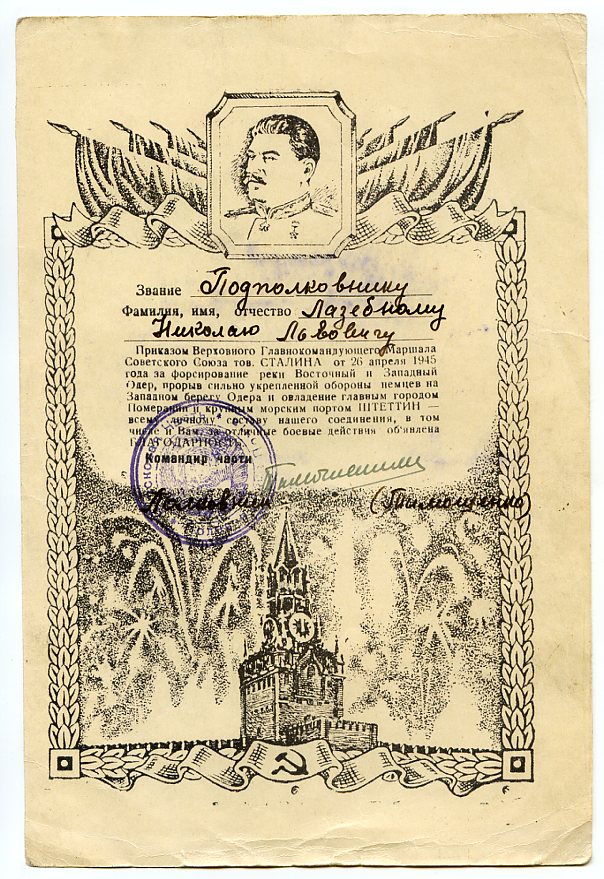 Звание Подполковнику
Фамилия, имя, отчество Лазебному
Николаю Львовичу
Приказом Верховного Главнокомандующего Маршала
Советского Союза тов. СТАЛИНА от 26 апреля 1945
года за форсирование реки Восточный и Западный
Одер, прорыв сильно укрепленной обороны немцев на
Западном берегу Одера и овладение главным городом
Померании и крупным морским портом ШТЕТТИН —
всему личному составу нашего соединения, в том
числе и Вам, за отличные боевые действия объявлена
БЛАГОДАРНОСТЬ
Командир части
Полковник (Тимошенко)